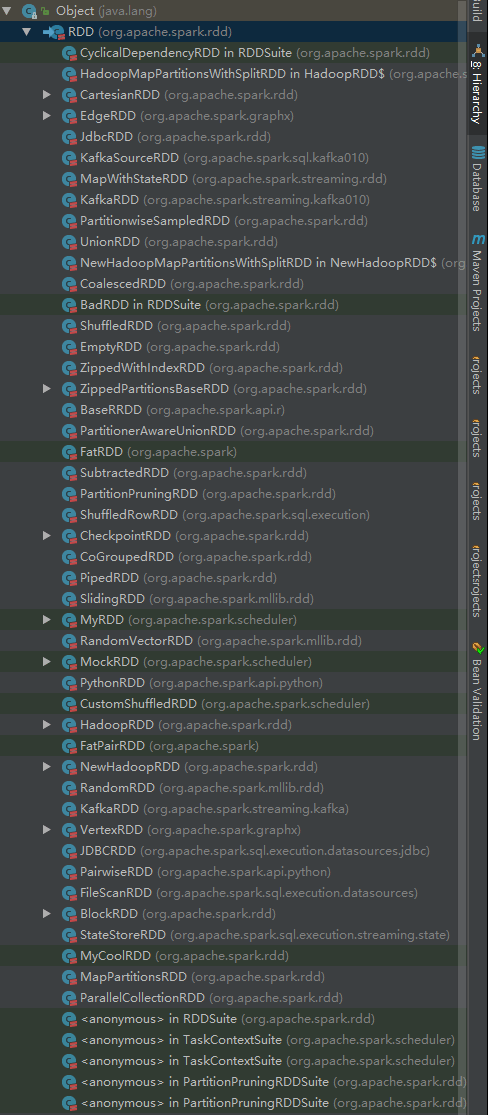 Object (java.lang)
RDD (org.apache.spark.rdd)
CyclicalDependencyRDD in RDDSuite (org.apache.spark.rdd)
HadoopMapPartitionsWithSplitRDD in HadoopRDD$ (org.apache.s
CartesianRDD (org.apache.spark.rdd)
EdgeRDD (org.apache.spark.graphx)
JdbcRDD (org.apache.spark.rdd)
KafkaSourceRDD (org.apache.spark.sql.kafka010)
MapWithStateRDD (org.apache.spark.streaming.rdd)
KafkaRDD (org.apache.spark.streaming.kafka010)
PartitionwiseSampledRDD (org.apache.spark.rdd)
UnionRDD (org.apache.spark.rdd)
NewHadoopMapPartitionsWithSplitRDD in NewHadoopRDD$ (org
CoalescedRDD (org.apache.spark.rdd)
BadRDD in RDDSuite (org.apache.spark.rdd)
ShuffledRDD (org.apache.spark.rdd)
EmptyRDD (org.apache.spark.rdd)
ZippedWithIndexRDD (org.apache.spark.rdd)
ZippedPartitionsBaseRDD (org.apache.spark.rdd)
BaseRRDD (org.apache.spark.api.r)
PartitionerAwareUnionRDD (org.apache.spark.rdd)
FatRDD (org.apache.spark)
SubtractedRDD (org.apache.spark.rdd)
PartitionPruningRDD (org.apache.spark.rdd)
ShuffledRowRDD (org.apache.spark.sql.execution)
CheckpointRDD (org.apache.spark.rdd)
CoGroupedRDD (org.apache.spark.rdd)
PipedRDD (org.apache.spark.rdd)
SlidingRDD (org.apache.spark.mllib.rdd)
MyRDD (org.apache.spark.scheduler)
RandomVectorRDD (org.apache.spark.mllib.rdd)
MockRDD (org.apache.spark.scheduler)
PythonRDD (org.apache.spark.api.python)
CustomShuffledRDD (org.apache.spark.scheduler)
HadoopRDD (org.apache.spark.rdd)
FatPairRDD (org.apache.spark)
NewHadoopRDD (org.apache.spark.rdd)
RandomRDD (org.apache.spark.mllib.rdd)
KafkaRDD (org.apache.spark.streaming.kafka)
VertexRDD (org.apache.spark.graphx)
JDBCRDD (org.apache.spark.sql.execution.datasources.jdbc)
PairwiseRDD (org.apache.spark.api.python)
FileScanRDD (org.apache.spark.sql.execution.datasources)
BlockRDD (org.apache.spark.rdd)
StateStoreRDD (org.apache.spark.sql.execution.streaming.state)
MyCoolRDD (org.apache.spark.rdd)
MapPartitionsRDD (org.apache.spark.rdd)
ParallelCollectionRDD (org.apache.spark.rdd)
<anonymous> in RDDSuite (org.apache.spark.rdd)
<anonymous> in TaskContextSuite (org.apache.spark.scheduler)
<anonymous> in TaskContextSuite (org.apache.spark.scheduler)
<anonymous> in PartitionPruningRDDSuite (org.apache.spark.rdd)
<anonymous> in PartitionPruningRDDSuite (org.apache.spark.rdd)
uild
8: Hierarchy
Database
Maven Projects
rojects
rojects
rojects
rojectsrojects
Bean Validation